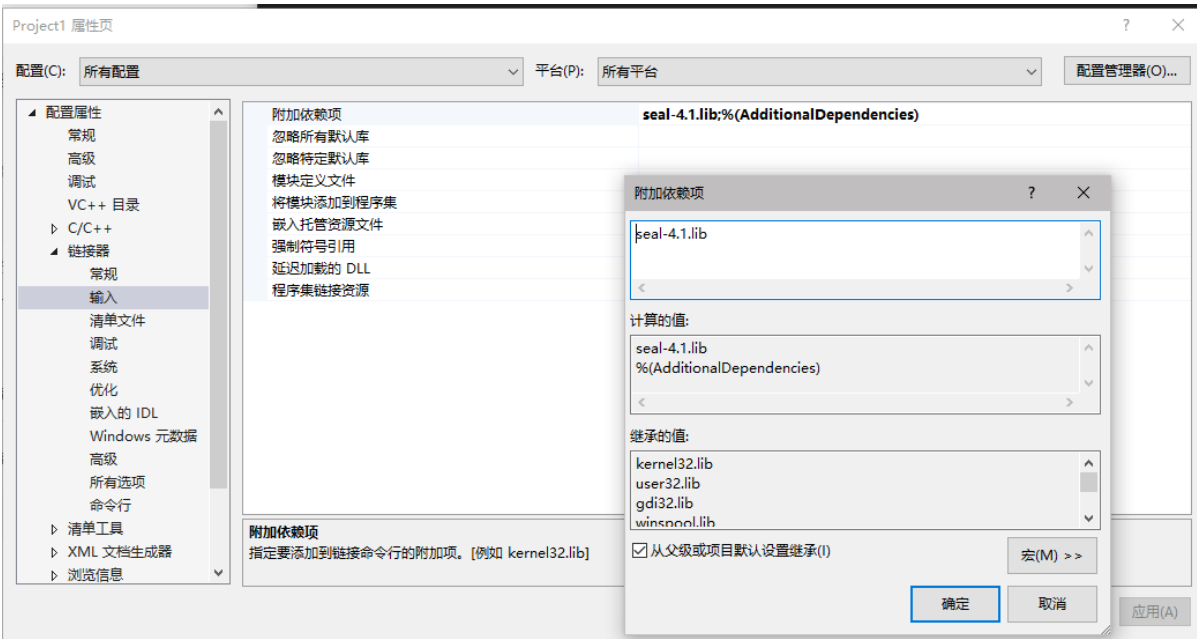 Project1 属性页
? ×
配置(C): 所有配置 平台(P): 所有平台 配置管理器(O)...
配置属性
常规
高级
调试
VC++ 目录
C/C++
链接器
常规
输入
清单文件
调试
系统
优化
嵌入的 IDL
Windows 元数据
高级
所有选项
命令行
清单工具
XML 文档生成器
浏览信息
附加依赖项 seal-4.1.lib;%(AdditionalDependencies)
忽略所有默认库
忽略特定默认库
模块定义文件
将模块添加到程序集
嵌入托管资源文件
强制符号引用
延迟加载的 DLL
程序集链接资源
附加依赖项
指定要添加到链接命令行的附加项。[例如 kernel32.lib]
附加依赖项 ? ×
seal-4.1.lib
计算的值:
seal-4.1.lib
%(AdditionalDependencies)
继承的值:
kernel32.lib
user32.lib
gdi32.lib
winspool.lib
从父级或项目默认设置继承(I)
宏(M) >>
确定 取消
应用(A)